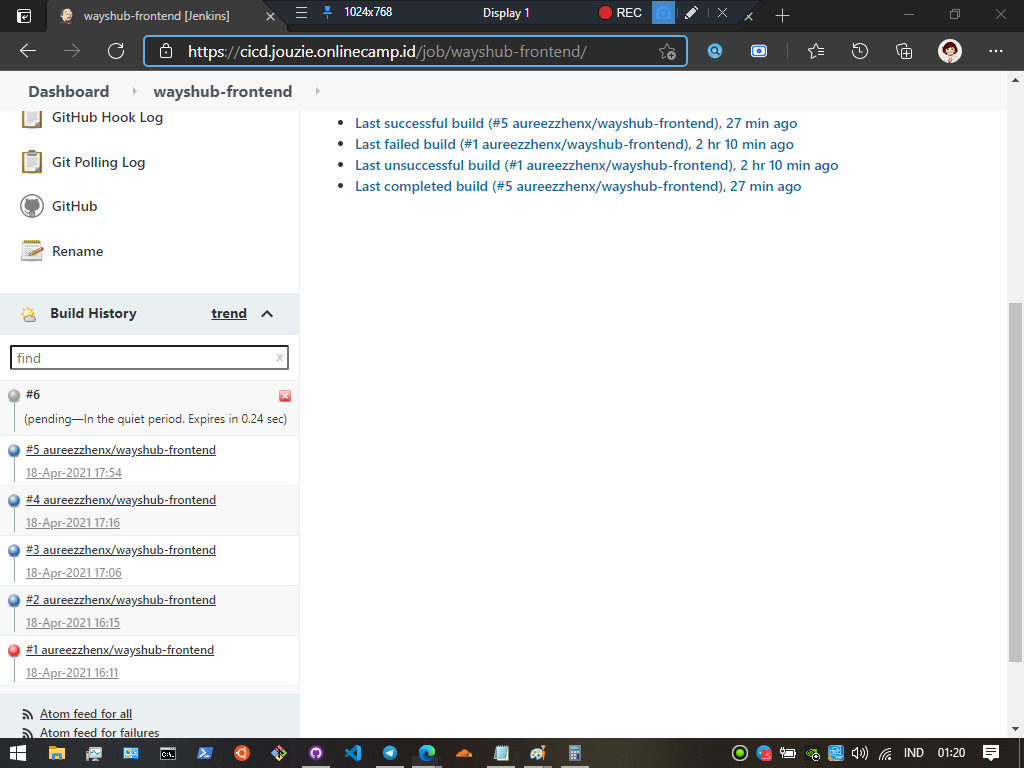 wayshub-frontend [Jenkins]
1024x768
Display 1
REC
https://cicd.jouzie.onlinecamp.id/job/wayshub-frontend/
Dashboard
wayshub-frontend
GitHub Hook Log
Git Polling Log
GitHub
Rename
Last successful build (#5 aureezzhenx/wayshub-frontend), 27 min ago
Last failed build (#1 aureezzhenx/wayshub-frontend), 2 hr 10 min ago
Last unsuccessful build (#1 aureezzhenx/wayshub-frontend), 2 hr 10 min ago
Last completed build (#5 aureezzhenx/wayshub-frontend), 27 min ago
Build History
trend
find
x
#6
(pending—In the quiet period. Expires in 0.24 sec)
#5 aureezzhenx/wayshub-frontend
18-Apr-2021 17:54
#4 aureezzhenx/wayshub-frontend
18-Apr-2021 17:16
#3 aureezzhenx/wayshub-frontend
18-Apr-2021 17:06
#2 aureezzhenx/wayshub-frontend
18-Apr-2021 16:15
#1 aureezzhenx/wayshub-frontend
18-Apr-2021 16:11
Atom feed for all
Atom feed for failures
IND
01:20